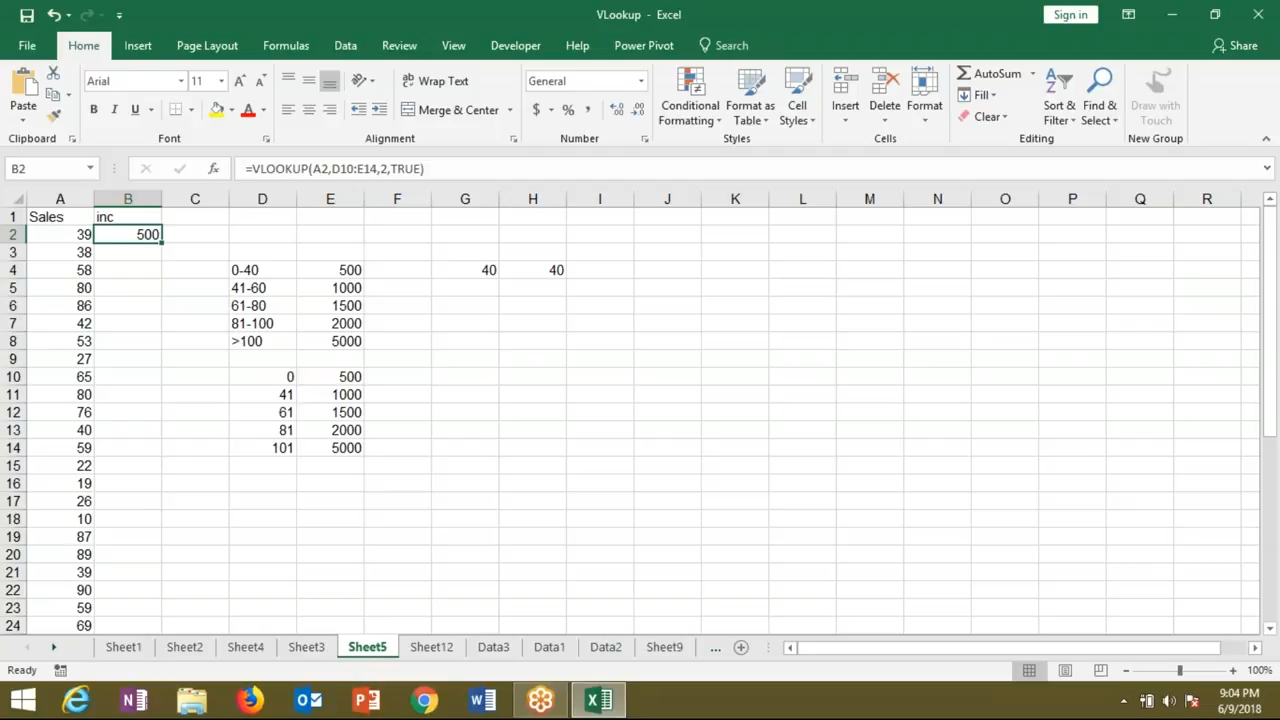 VLookup - Excel
Sign in
File Home Insert Page Layout Formulas Data Review View Developer Help Power Pivot Search Share
Paste
Clipboard
Arial 11
B I U
Font
Wrap Text
Merge & Center
Alignment
General
$ % ,
Number
Conditional Formatting
Format as Table
Cell Styles
Styles
Insert
Delete
Format
Cells
AutoSum
Fill
Clear
Sort & Filter
Find & Select
Editing
Draw with Touch
New Group
B2 fx =VLOOKUP(A2,D10:E14,2,TRUE)
A B C D E F G H I J K L M N O P Q R
1 Sales inc
2 39 500
3 38
4 58 0-40 500 40 40
5 80 41-60 1000
6 86 61-80 1500
7 42 81-100 2000
8 53 >100 5000
9 27
10 65 0 500
11 80 41 1000
12 76 61 1500
13 40 81 2000
14 59 101 5000
15 22
16 19
17 26
18 10
19 87
20 89
21 39
22 90
23 59
24 69
Sheet1 Sheet2 Sheet4 Sheet3 Sheet5 Sheet12 Data3 Data1 Data2 Sheet9 ...
Ready 100%
9:04 PM
6/9/2018